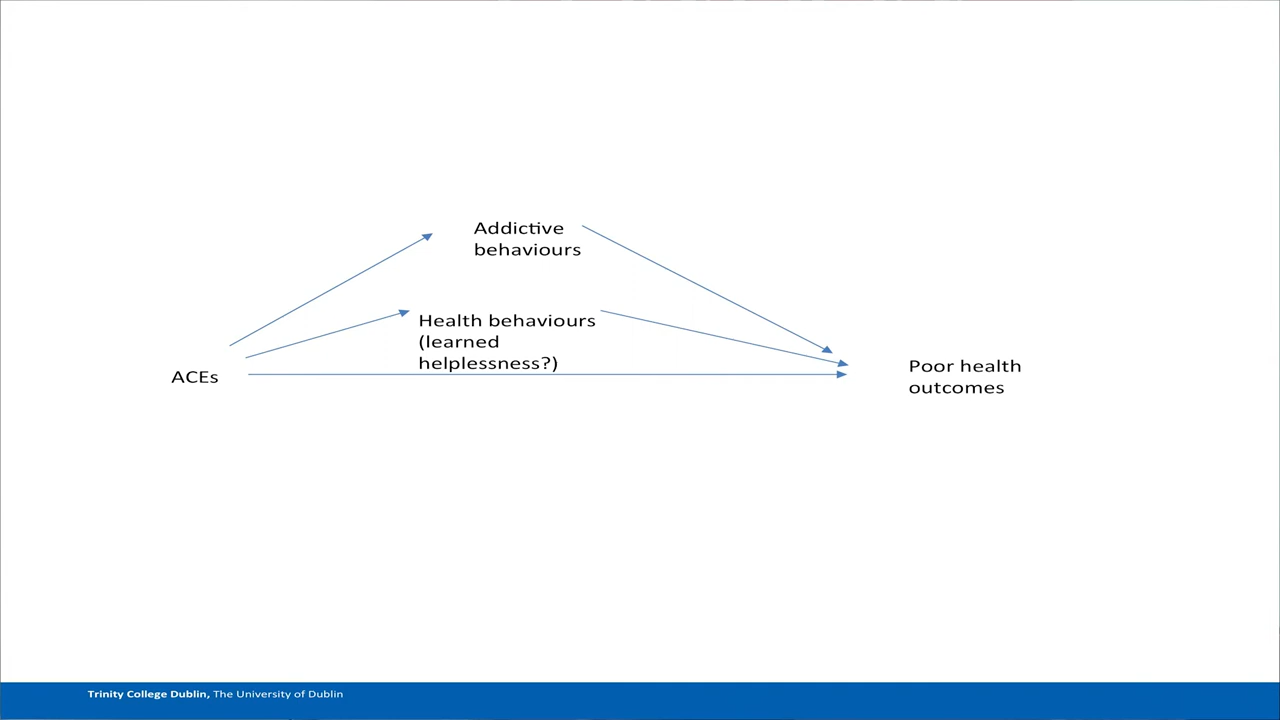 Addictive
behaviours
Health behaviours
(learned
helplessness?)
ACEs
Poor health
outcomes
Trinity College Dublin, The University of Dublin